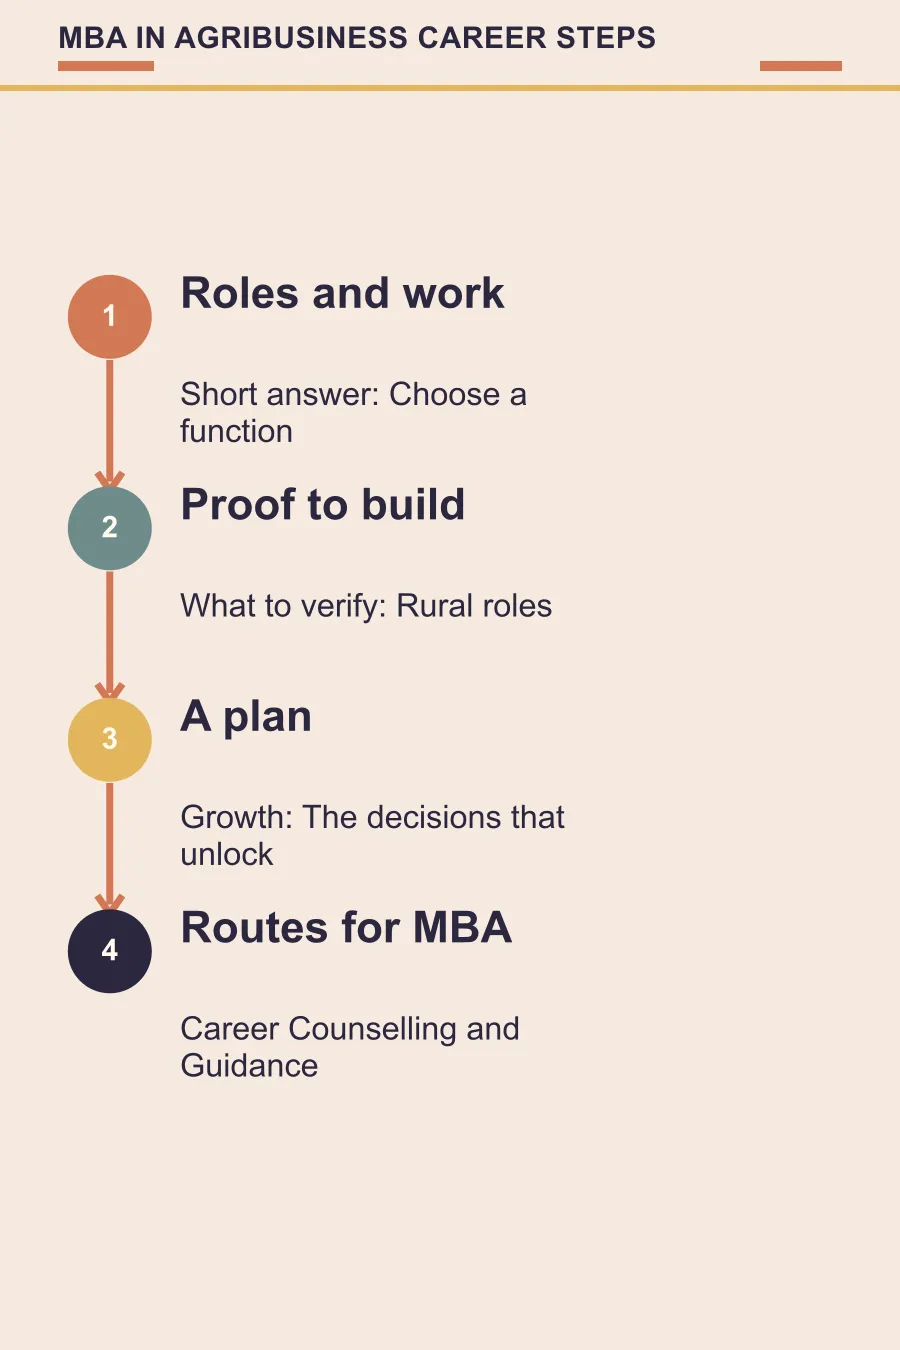 MBA IN AGRIBUSINESS CAREER STEPS
1
Roles and work
Short answer: Choose a
function
2
Proof to build
What to verify: Rural roles
3
A plan
Growth: The decisions that
unlock
4
Routes for MBA
Career Counselling and
Guidance